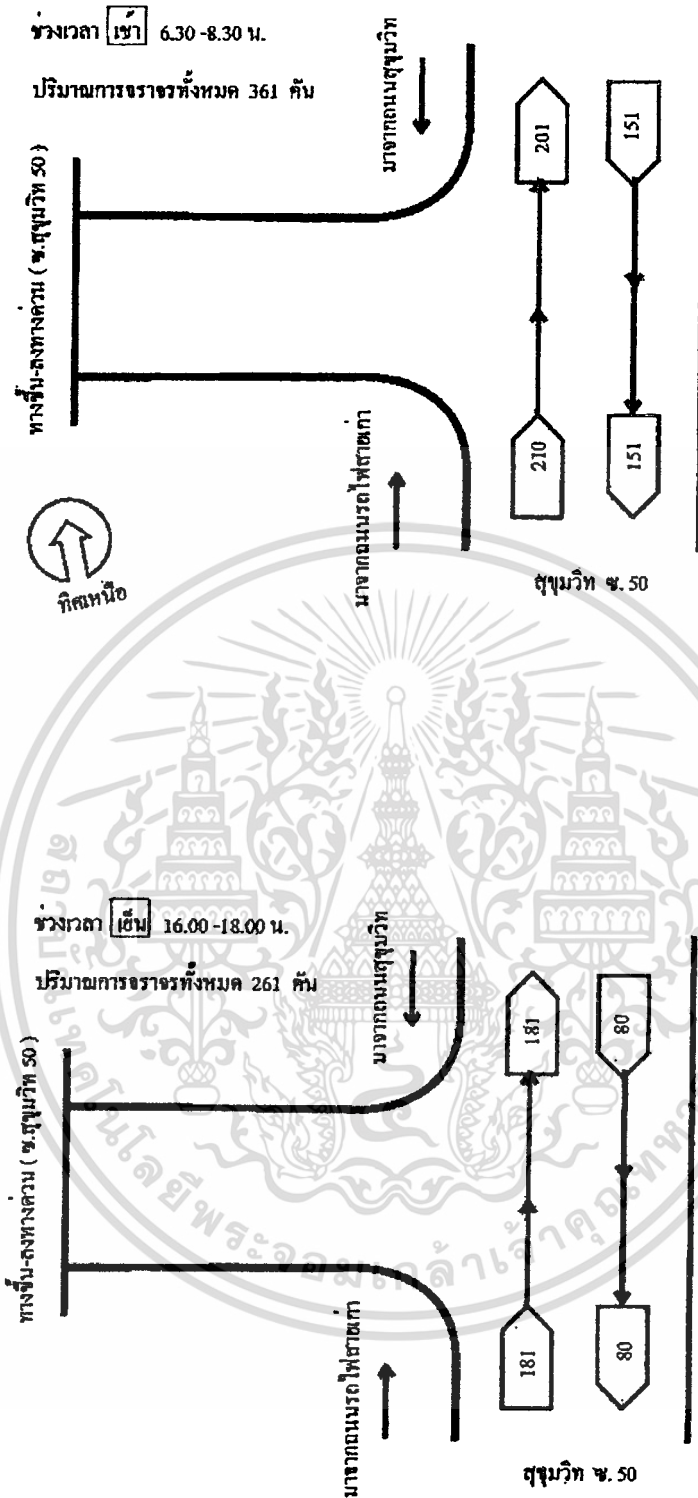 ช่วงเวลา เช้า 6.30 -8.30 น.
ปริมาณการจราจรทั้งหมด 361 คัน
ทางขึ้น-ลงทางด่วน ( ซ.สุขุมวิท 50 )
มาจากถนนสุขุมวิท
มาจากถนนรถไฟสายเก่า
ทิศเหนือ
210
201
151
151
สุขุมวิท ซ. 50
ช่วงเวลา เย็น 16.00 -18.00 น.
ปริมาณการจราจรทั้งหมด 261 คัน
ทางขึ้น-ลงทางด่วน ( ซ.สุขุมวิท 50 )
มาจากถนนสุขุมวิท
มาจากถนนรถไฟสายเก่า
181
181
80
80
สุขุมวิท ซ. 50